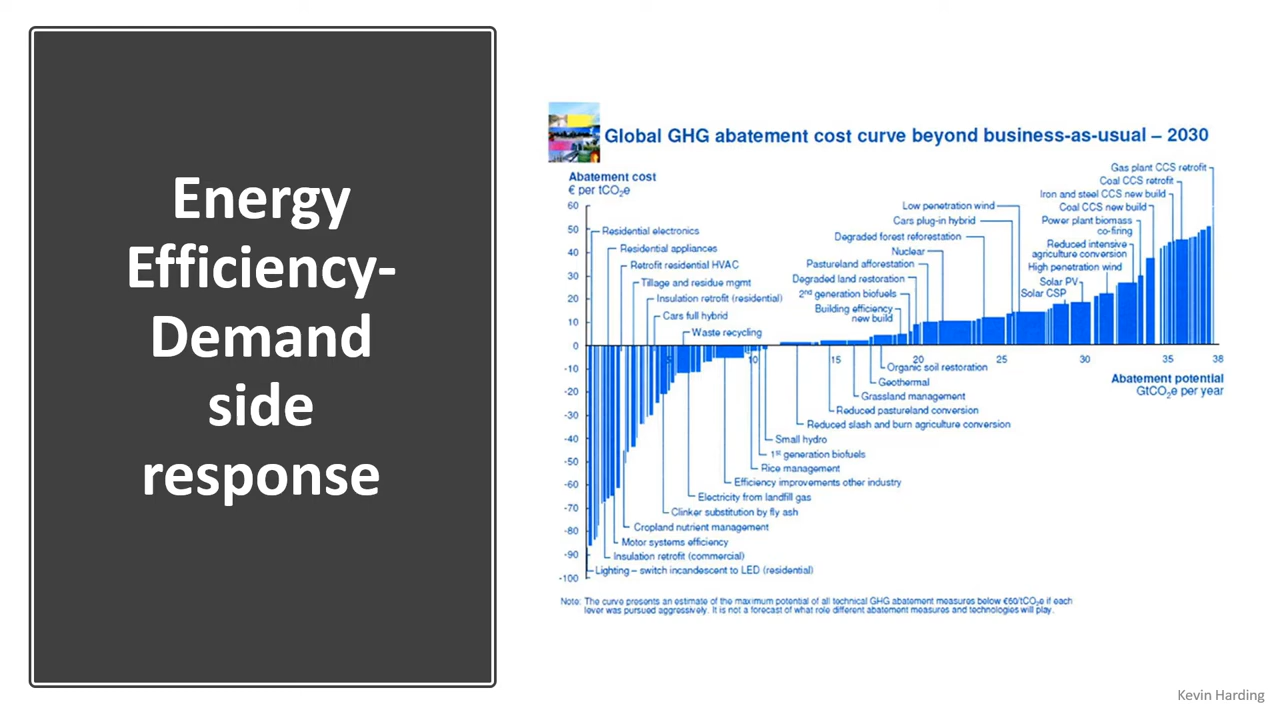 Energy
Efficiency-
Demand
side
response
Global GHG abatement cost curve beyond business-as-usual – 2030
Abatement cost
€ per tCO₂e
60
50
40
30
20
10
0
-10
-20
-30
-40
-50
-60
-70
-80
-90
-100
Residential electronics
Residential appliances
Retrofit residential HVAC
Tillage and residue mgmt
Insulation retrofit (residential)
Cars full hybrid
Waste recycling
Low penetration wind
Cars plug-in hybrid
Degraded forest reforestation
Nuclear
Pastureland afforestation
Degraded land restoration
2nd generation biofuels
Building efficiency
new build
Gas plant CCS retrofit
Coal CCS retrofit
Iron and steel CCS new build
Coal CCS new build
Power plant biomass
co-firing
Reduced intensive
agriculture conversion
High penetration wind
Solar PV
Solar CSP
5
10
15
20
25
30
35
38
Abatement potential
GtCO₂e per year
Organic soil restoration
Geothermal
Grassland management
Reduced pastureland conversion
Reduced slash and burn agriculture conversion
Small hydro
1st generation biofuels
Rice management
Efficiency improvements other industry
Electricity from landfill gas
Clinker substitution by fly ash
Cropland nutrient management
Motor systems efficiency
Insulation retrofit (commercial)
Lighting – switch incandescent to LED (residential)
Note: The curve presents an estimate of the maximum potential of all technical GHG abatement measures below €60/tCO₂e if each
lever was pursued aggressively. It is not a forecast of what role different abatement measures and technologies will play.
Kevin Harding